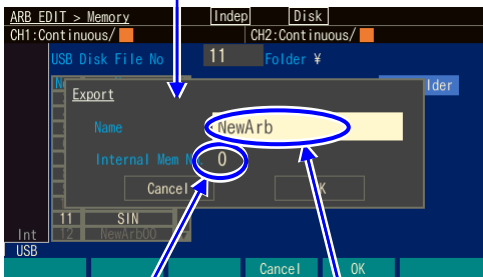 ARB EDIT > Memory Indep Disk
CH1:Continuous/ CH2:Continuous/
USB Disk File No 11 Folder ¥
Export
Name NewArb
Internal Mem 0
Cancel
11 SIN
12 NewArb00
Int
USB
Cancel OK